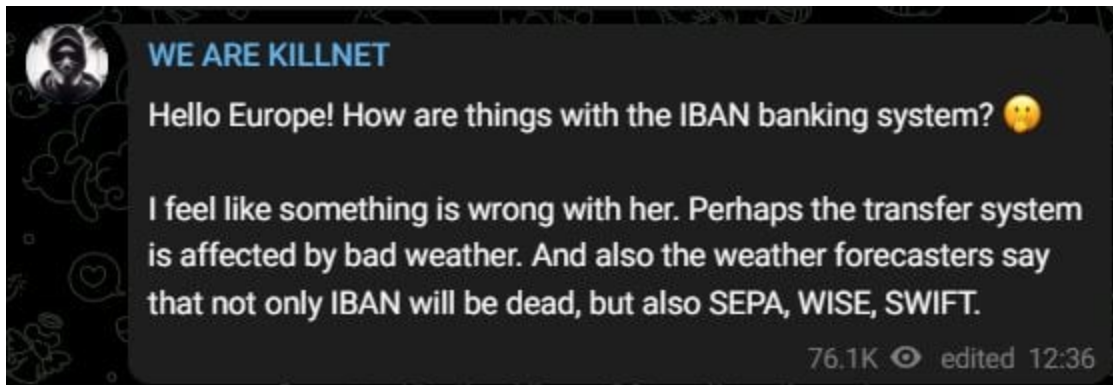 WE ARE KILLNET
Hello Europe! How are things with the IBAN banking system? 🤫
I feel like something is wrong with her. Perhaps the transfer system
is affected by bad weather. And also the weather forecasters say
that not only IBAN will be dead, but also SEPA, WISE, SWIFT.
76.1K edited 12:36